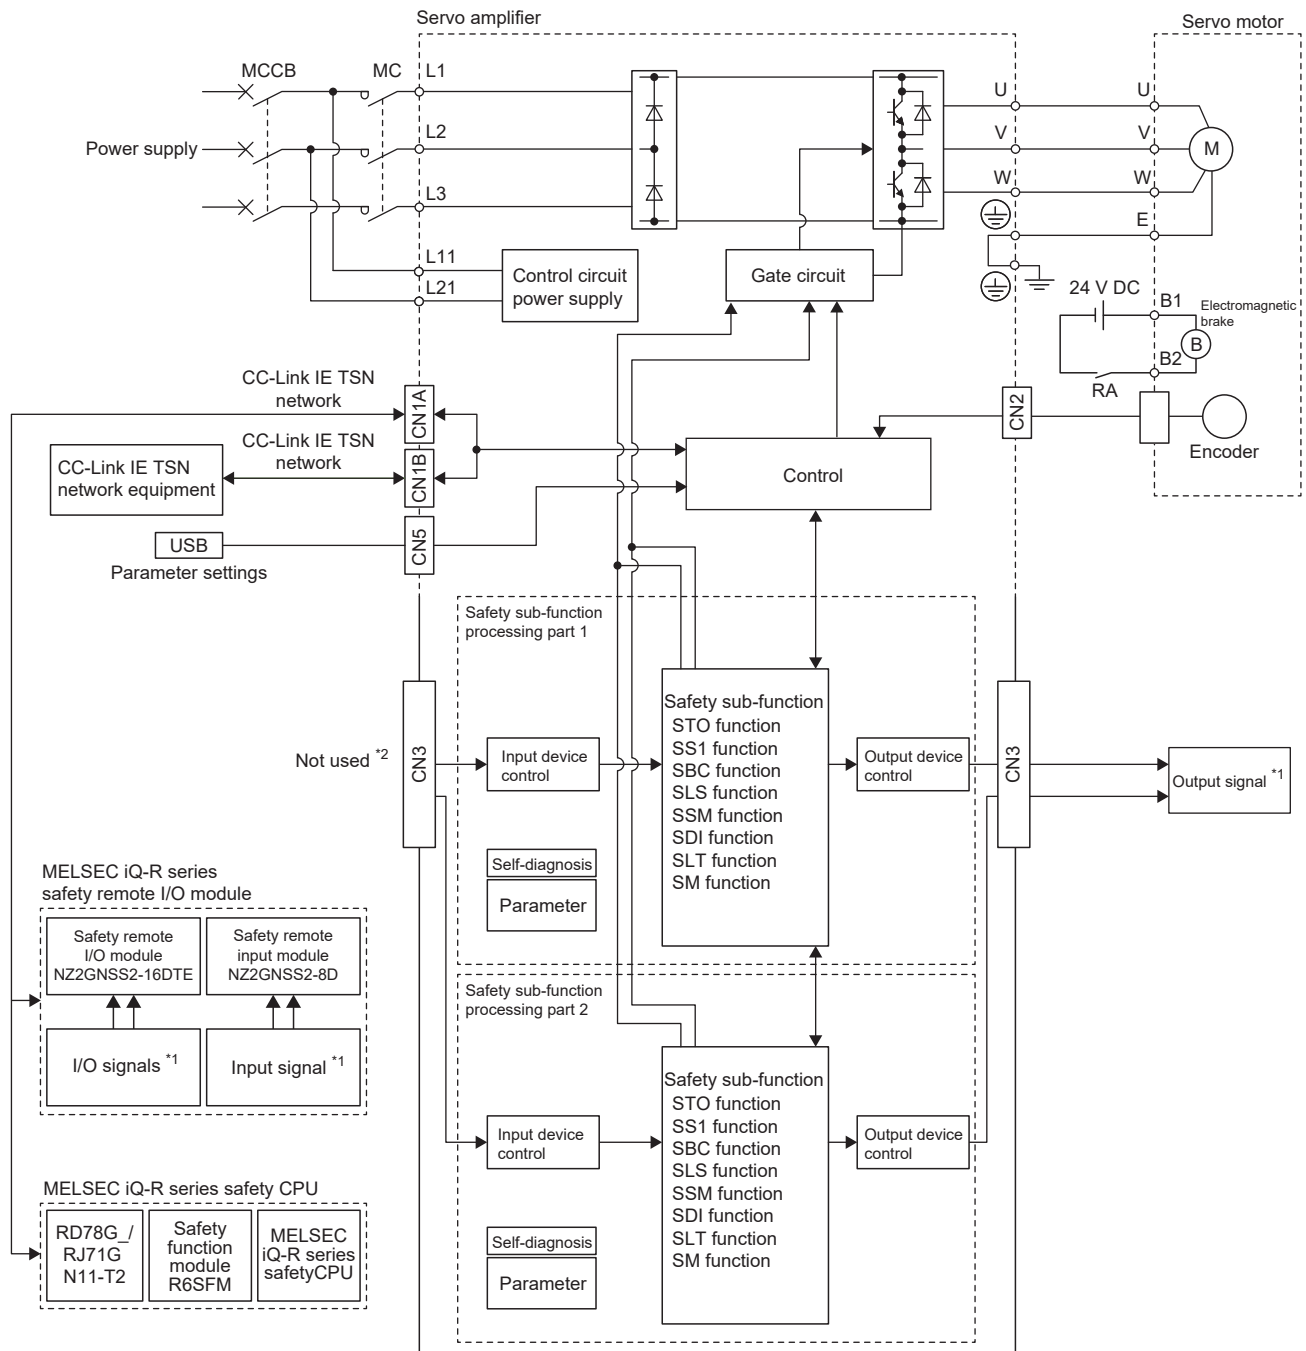 Servo amplifier
Servo motor
MCCB
MC
L1
U
U
L2
Power supply
V
V
M
L3
W
W
E
L11
Control circuit
power supply
L21
Gate circuit
24 V DC
B1
Electromagnetic
brake
B
B2
RA
CC-Link IE TSN
network
CN1A
CN2
CC-Link IE TSN
network
CC-Link IE TSN
network equipment
CN1B
Control
Encoder
CN5
USB
Parameter settings
Safety sub-function
processing part 1
Safety sub-function
STO function
SS1 function
SBC function
SLS function
SSM function
SDI function
SLT function
SM function
Not used *2
CN3
Input device
control
Output device
control
CN3
Output signal *1
Self-diagnosis
Parameter
MELSEC iQ-R series
safety remote I/O module
Safety remote
I/O module
NZ2GNSS2-16DTE
Safety remote
input module
NZ2GNSS2-8D
I/O signals *1
Input signal *1
Safety sub-function
processing part 2
Safety sub-function
STO function
SS1 function
SBC function
SLS function
SSM function
SDI function
SLT function
SM function
Input device
control
Output device
control
Self-diagnosis
Parameter
MELSEC iQ-R series safety CPU
RD78G_/
RJ71G
N11-T2
Safety
function
module
R6SFM
MELSEC
iQ-R series
safetyCPU